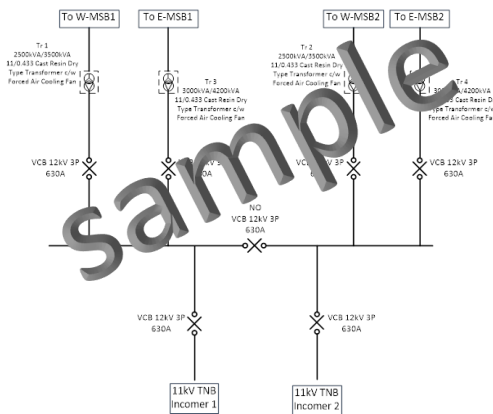 To W-MSB1
To E-MSB1
To W-MSB2
To E-MSB2
Tr 1
2500kVA/3500kVA
11/0.433 Cast Resin Dry
Type Transformer c/w
Forced Air Cooling Fan
Tr 3
3000kVA/4200kVA
11/0.433 Cast Resin Dry
Type Transformer c/w
Forced Air Cooling Fan
Tr 2
2500kVA/3500kVA
11/0.433 Cast Resin Dry
Type Transformer c/w
Forced Air Cooling Fan
Tr 4
4200kVA
Resin
Type Transformer c/w
Forced Air Cooling Fan
VCB 12kV 3P
630A
VCB
VCB 12kV 3P
630A
sample
NO
VCB 12kV 3P
630A
VCB 12kV 3P
630A
VCB 12kV 3P
630A
11kV TNB
Incomer 1
11kV TNB
Incomer 2